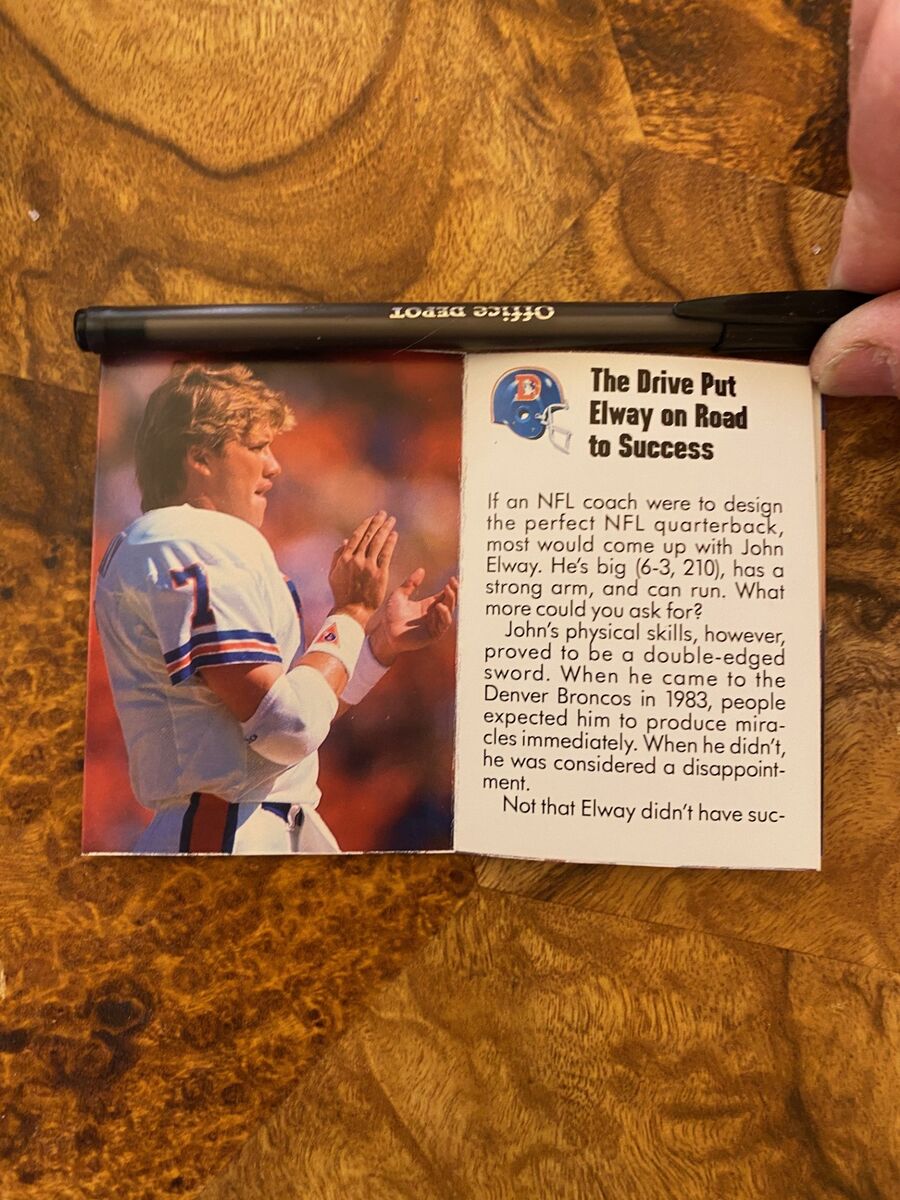 Office DEPOT
7
D
The Drive Put
Elway on Road
to Success
If an NFL coach were to design
the perfect NFL quarterback,
most would come up with John
Elway. He's big (6-3, 210), has a
strong arm, and can run. What
more could you ask for?
John's physical skills, however,
proved to be a double-edged
sword. When he came to the
Denver Broncos in 1983, people
expected him to produce mira-
cles immediately. When he didn't,
he was considered a disappoint-
ment.
Not that Elway didn't have suc-